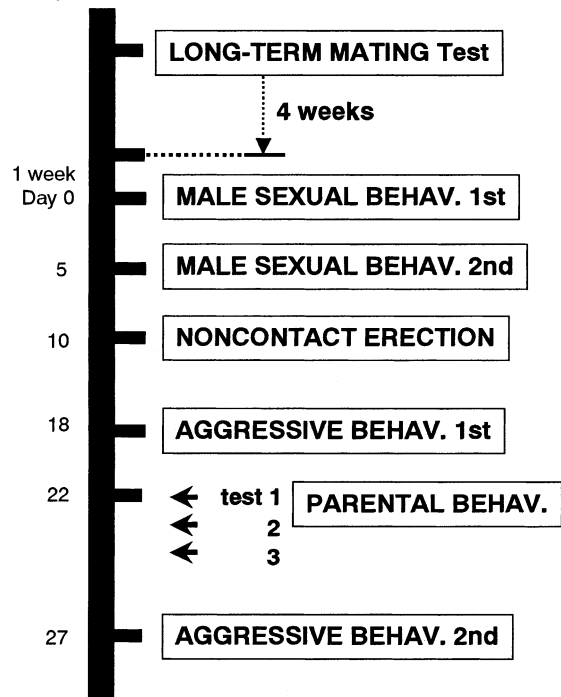 LONG-TERM MATING Test
4 weeks
1 week
Day 0
MALE SEXUAL BEHAV. 1st
5
MALE SEXUAL BEHAV. 2nd
10
NONCONTACT ERECTION
18
AGGRESSIVE BEHAV. 1st
22
test 1
PARENTAL BEHAV.
2
3
27
AGGRESSIVE BEHAV. 2nd